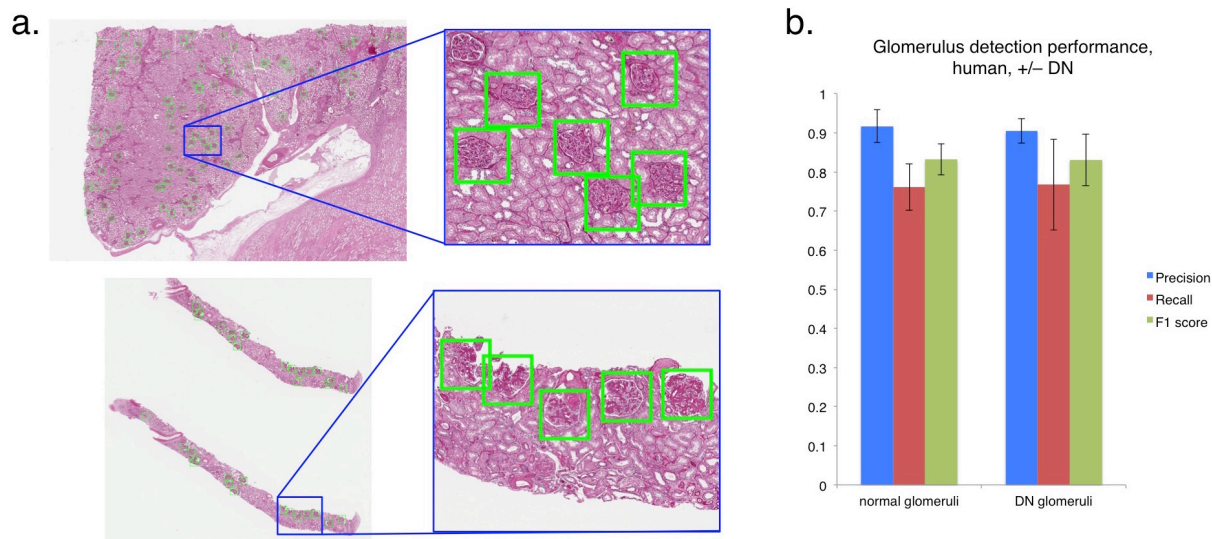 a.
b.
Glomerulus detection performance,
human, +/– DN
1
0.9
0.8
0.7
0.6
0.5
0.4
0.3
0.2
0.1
0
normal glomeruli
DN glomeruli
Precision
Recall
F1 score